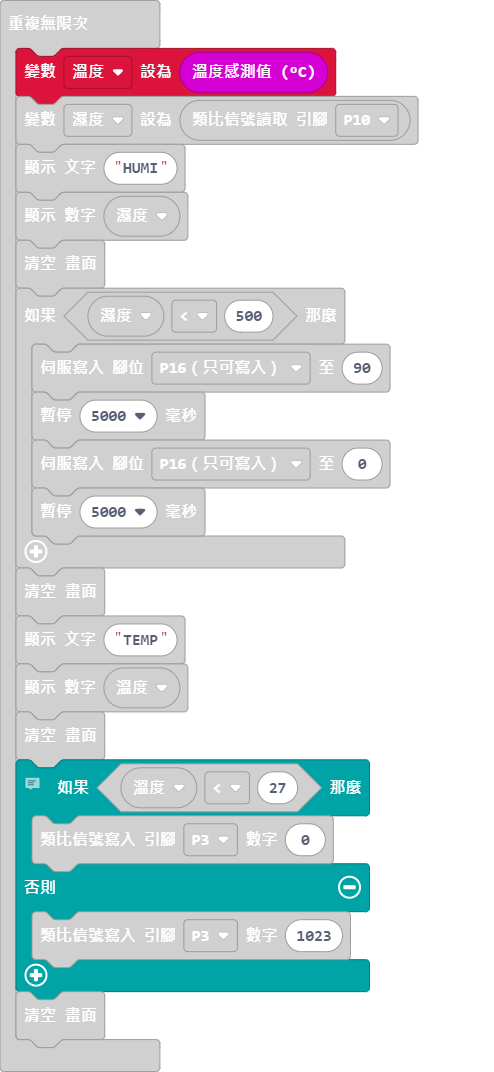 重複無限次
變數 溫度 設為 溫度感測值 (ºC)
變數 濕度 設為 類比信號讀取 引腳 P10
顯示 文字 "HUMI"
顯示 數字 濕度
清空 畫面
如果 濕度 < 500 那麼
伺服寫入 腳位 P16(只可寫入) 至 90
暫停 5000 毫秒
伺服寫入 腳位 P16(只可寫入) 至 0
暫停 5000 毫秒
清空 畫面
顯示 文字 "TEMP"
顯示 數字 溫度
清空 畫面
如果 溫度 < 27 那麼
類比信號寫入 引腳 P3 數字 0
否則
類比信號寫入 引腳 P3 數字 1023
清空 畫面